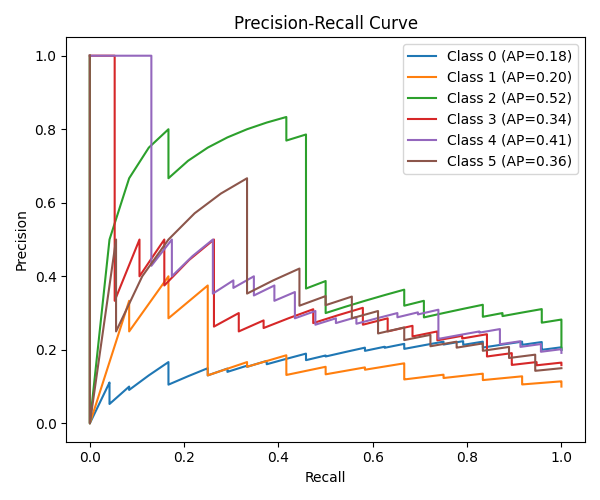 Precision-Recall Curve
Precision
1.0
0.8
0.6
0.4
0.2
0.0
Class 0 (AP=0.18)
Class 1 (AP=0.20)
Class 2 (AP=0.52)
Class 3 (AP=0.34)
Class 4 (AP=0.41)
Class 5 (AP=0.36)
0.0 0.2 0.4 0.6 0.8 1.0
Recall